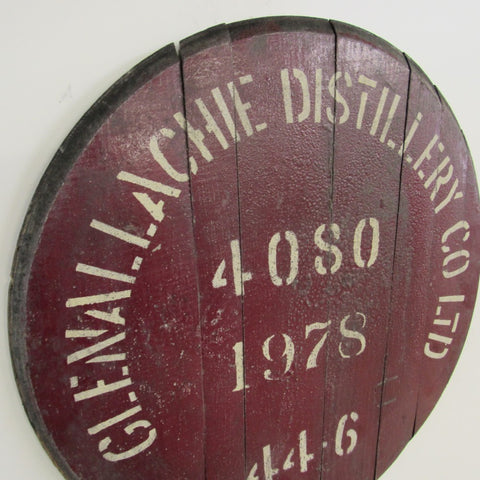 GLENALLACHIE DISTILLERY CO LTD
4080
1978
44·6